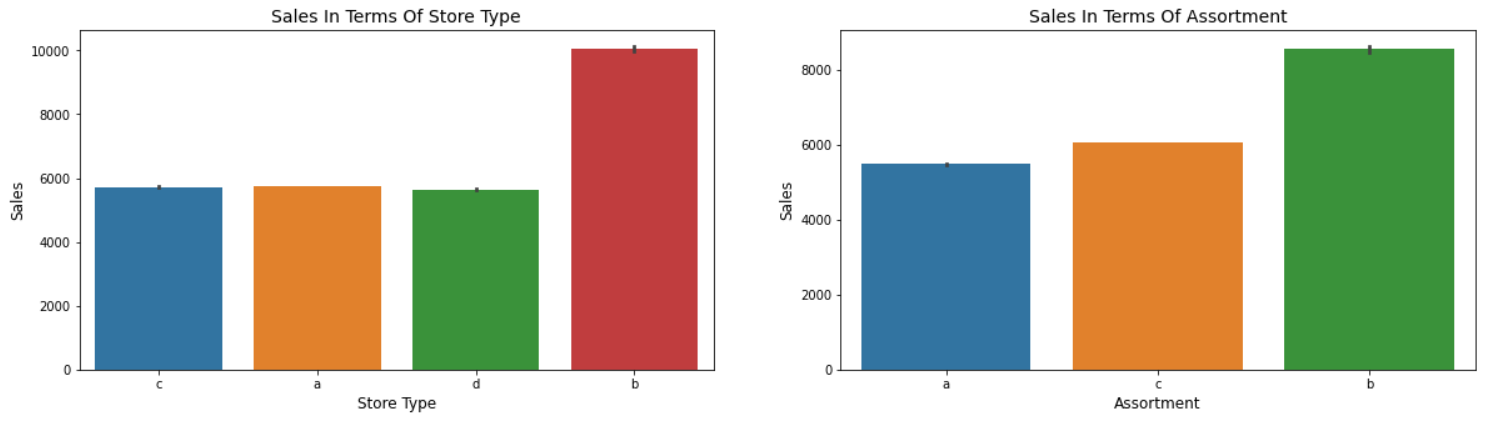 Sales In Terms Of Store Type
10000
8000
6000
4000
2000
0
Sales
c a d b
Store Type
Sales In Terms Of Assortment
8000
6000
4000
2000
0
Sales
a c b
Assortment